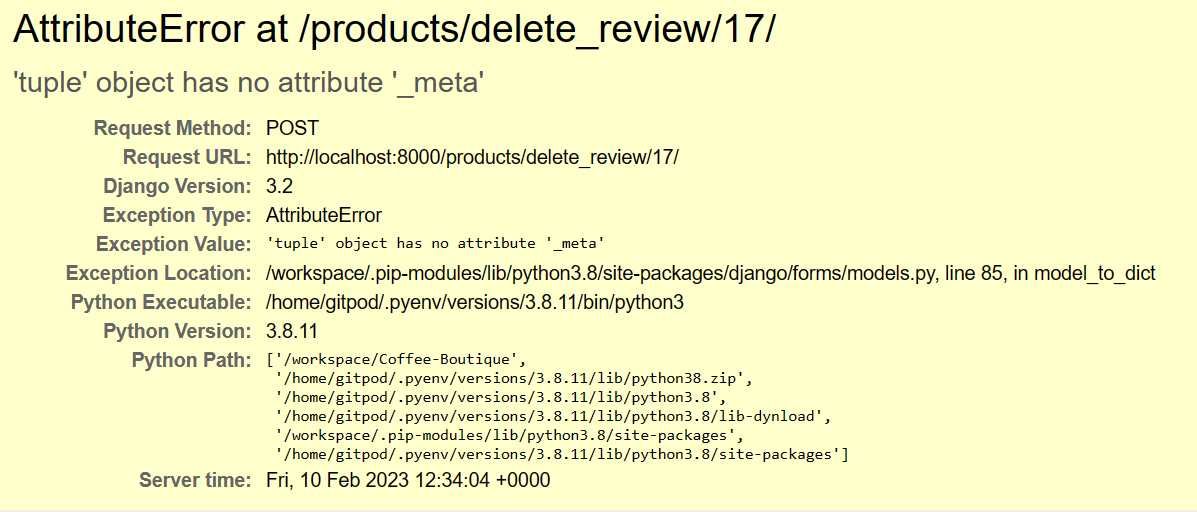 AttributeError at /products/delete_review/17/
'tuple' object has no attribute '_meta'
Request Method: POST
Request URL: http://localhost:8000/products/delete_review/17/
Django Version: 3.2
Exception Type: AttributeError
Exception Value: 'tuple' object has no attribute '_meta'
Exception Location: /workspace/.pip-modules/lib/python3.8/site-packages/django/forms/models.py, line 85, in model_to_dict
Python Executable: /home/gitpod/.pyenv/versions/3.8.11/bin/python3
Python Version: 3.8.11
Python Path: ['/workspace/Coffee-Boutique',
'/home/gitpod/.pyenv/versions/3.8.11/lib/python38.zip',
'/home/gitpod/.pyenv/versions/3.8.11/lib/python3.8',
'/home/gitpod/.pyenv/versions/3.8.11/lib/python3.8/lib-dynload',
'/workspace/.pip-modules/lib/python3.8/site-packages',
'/home/gitpod/.pyenv/versions/3.8.11/lib/python3.8/site-packages']
Server time: Fri, 10 Feb 2023 12:34:04 +0000